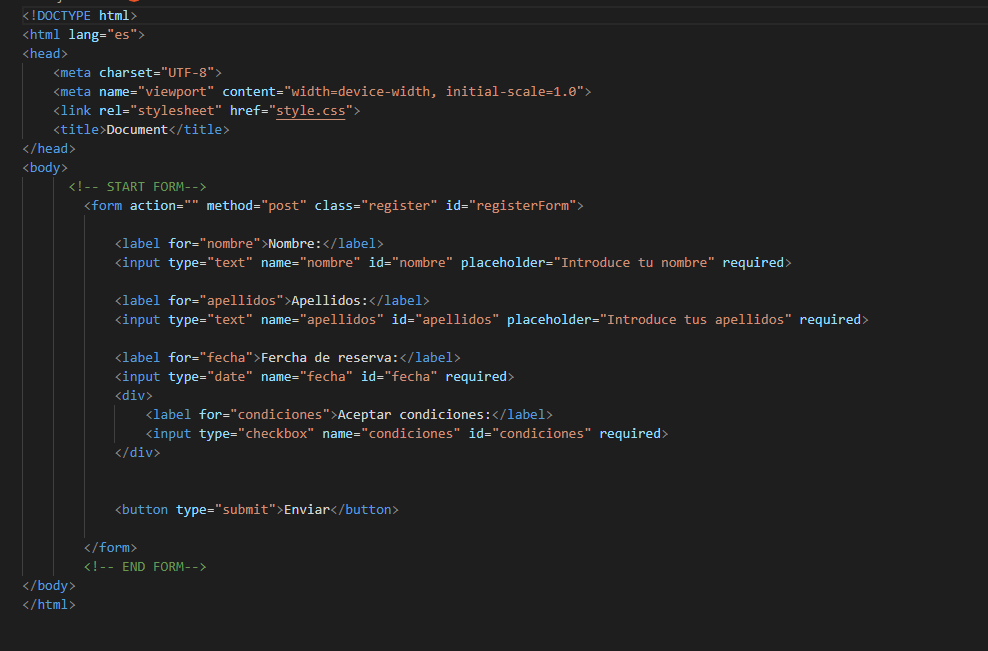 <!DOCTYPE html>
<html lang="es">
<head>
    <meta charset="UTF-8">
    <meta name="viewport" content="width=device-width, initial-scale=1.0">
    <link rel="stylesheet" href="style.css">
    <title>Document</title>
</head>
<body>
      <!-- START FORM-->
        <form action="" method="post" class="register" id="registerForm">
            <label for="nombre">Nombre:</label>
            <input type="text" name="nombre" id="nombre" placeholder="Introduce tu nombre" required>
            <label for="apellidos">Apellidos:</label>
            <input type="text" name="apellidos" id="apellidos" placeholder="Introduce tus apellidos" required>
            <label for="fecha">Fercha de reserva:</label>
            <input type="date" name="fecha" id="fecha" required>
            <div>
                <label for="condiciones">Aceptar condiciones:</label>
                <input type="checkbox" name="condiciones" id="condiciones" required>
            </div>
            <button type="submit">Enviar</button>
        </form>
        <!-- END FORM-->
</body>
</html>